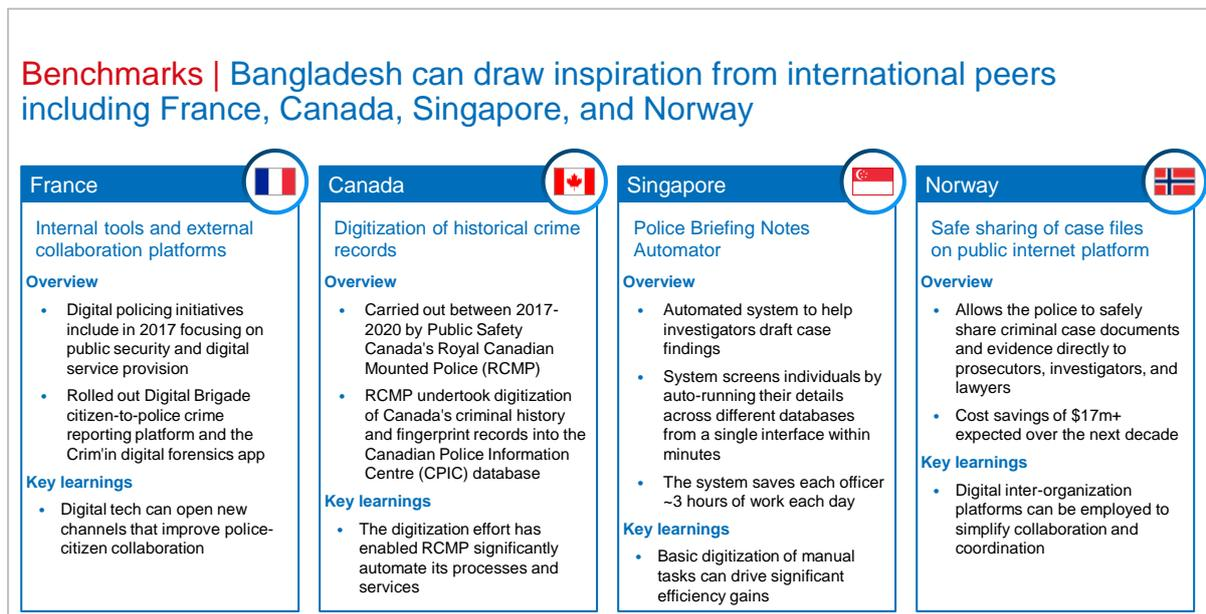 Benchmarks | Bangladesh can draw inspiration from international peers
including France, Canada, Singapore, and Norway
France
Internal tools and external
collaboration platforms
Overview
• Digital policing initiatives
include in 2017 focusing on
public security and digital
service provision
• Rolled out Digital Brigade
citizen-to-police crime
reporting platform and the
Crim'in digital forensics app
Key learnings
• Digital tech can open new
channels that improve police-
citizen collaboration
Canada
Digitization of historical crime
records
Overview
• Carried out between 2017-
2020 by Public Safety
Canada's Royal Canadian
Mounted Police (RCMP)
• RCMP undertook digitization
of Canada's criminal history
and fingerprint records into the
Canadian Police Information
Centre (CPIC) database
Key learnings
• The digitization effort has
enabled RCMP significantly
automate its processes and
services
Singapore
Police Briefing Notes
Automator
Overview
• Automated system to help
investigators draft case
findings
• System screens individuals by
auto-running their details
across different databases
from a single interface within
minutes
• The system saves each officer
~3 hours of work each day
Key learnings
• Basic digitization of manual
tasks can drive significant
efficiency gains
Norway
Safe sharing of case files
on public internet platform
Overview
• Allows the police to safely
share criminal case documents
and evidence directly to
prosecutors, investigators, and
lawyers
• Cost savings of $17m+
expected over the next decade
Key learnings
• Digital inter-organization
platforms can be employed to
simplify collaboration and
coordination